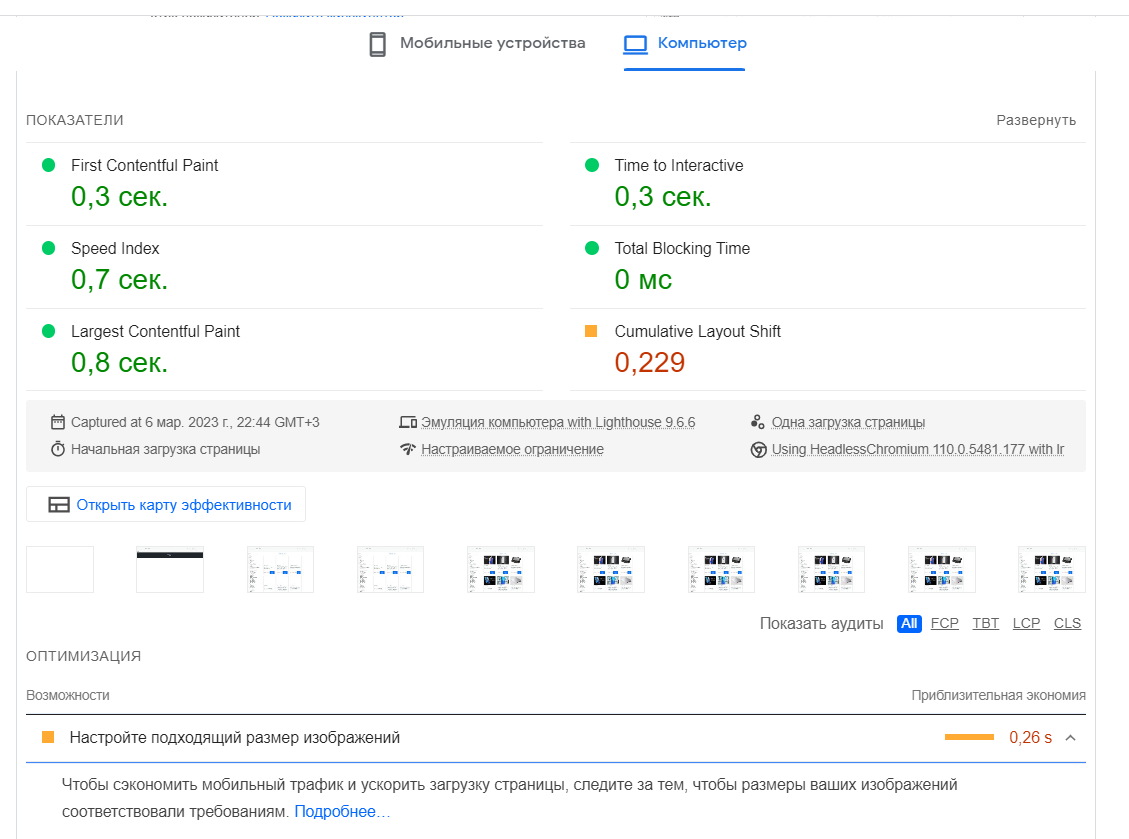 Мобильные устройства
Компьютер
ПОКАЗАТЕЛИ
Развернуть
First Contentful Paint
0,3 сек.
Time to Interactive
0,3 сек.
Speed Index
0,7 сек.
Total Blocking Time
0 мс
Largest Contentful Paint
0,8 сек.
Cumulative Layout Shift
0,229
Captured at 6 мар. 2023 г., 22:44 GMT+3
Эмуляция компьютера with Lighthouse 9.6.6
Одна загрузка страницы
Начальная загрузка страницы
Настраиваемое ограничение
Using HeadlessChromium 110.0.5481.177 with lr
Открыть карту эффективности
Показать аудиты All FCP TBT LCP CLS
ОПТИМИЗАЦИЯ
Возможности
Приблизительная экономия
Настройте подходящий размер изображений
0,26 s
Чтобы сэкономить мобильный трафик и ускорить загрузку страницы, следите за тем, чтобы размеры ваших изображений
соответствовали требованиям. Подробнее…